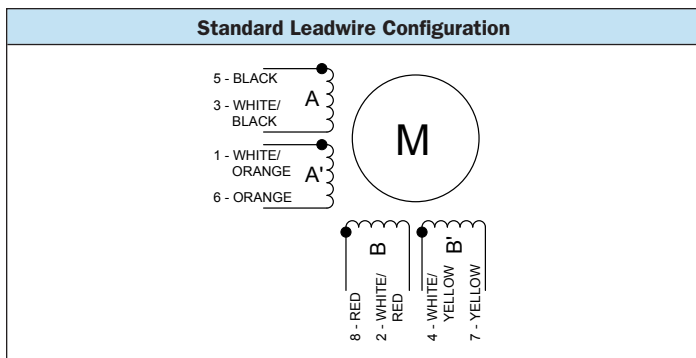 Standard Leadwire Configuration
5 - BLACK
3 - WHITE/
BLACK
A
1 - WHITE/
ORANGE
A'
6 - ORANGE
M
B
B'
8 - RED
2 - WHITE/
RED
4 - WHITE/
YELLOW
7 - YELLOW